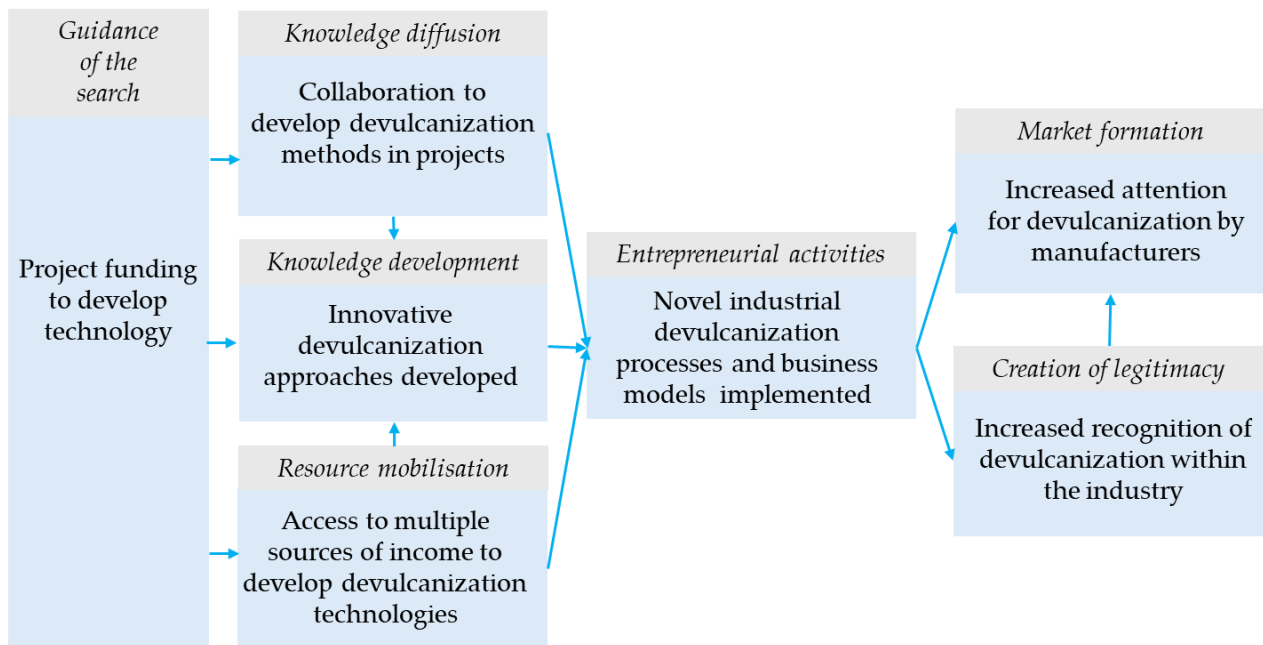 Guidance
of the
search
Project funding
to develop
technology
Knowledge diffusion
Collaboration to
develop devulcanization
methods in projects
Knowledge development
Innovative
devulcanization
approaches developed
Resource mobilisation
Access to multiple
sources of income to
develop devulcanization
technologies
Entrepreneurial activities
Novel industrial
devulcanization
processes and business
models implemented
Market formation
Increased attention
for devulcanization by
manufacturers
Creation of legitimacy
Increased recognition of
devulcanization within
the industry